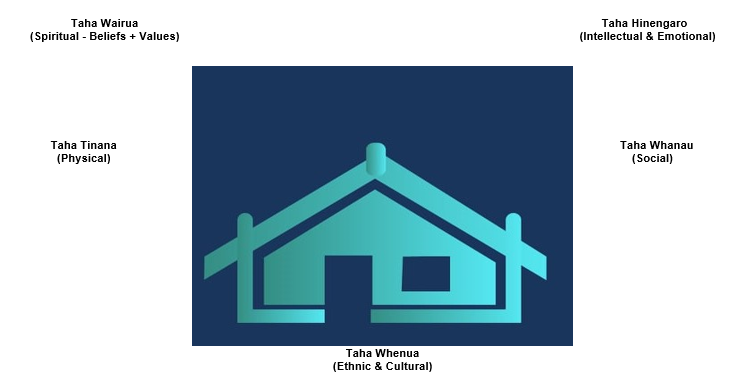 Taha Wairua
(Spiritual - Beliefs + Values)
Taha Hinengaro
(Intellectual & Emotional)
Taha Tinana
(Physical)
Taha Whanau
(Social)
Taha Whenua
(Ethnic & Cultural)